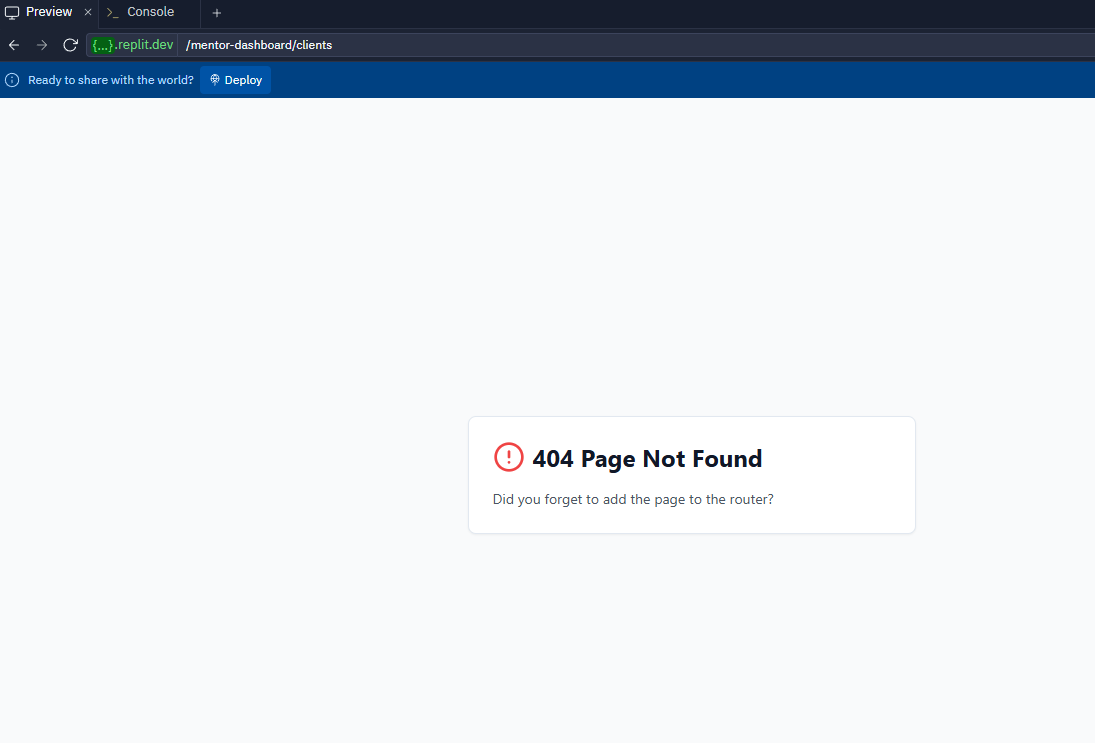 Preview
Console
{...}.replit.dev /mentor-dashboard/clients
Ready to share with the world? Deploy
404 Page Not Found
Did you forget to add the page to the router?